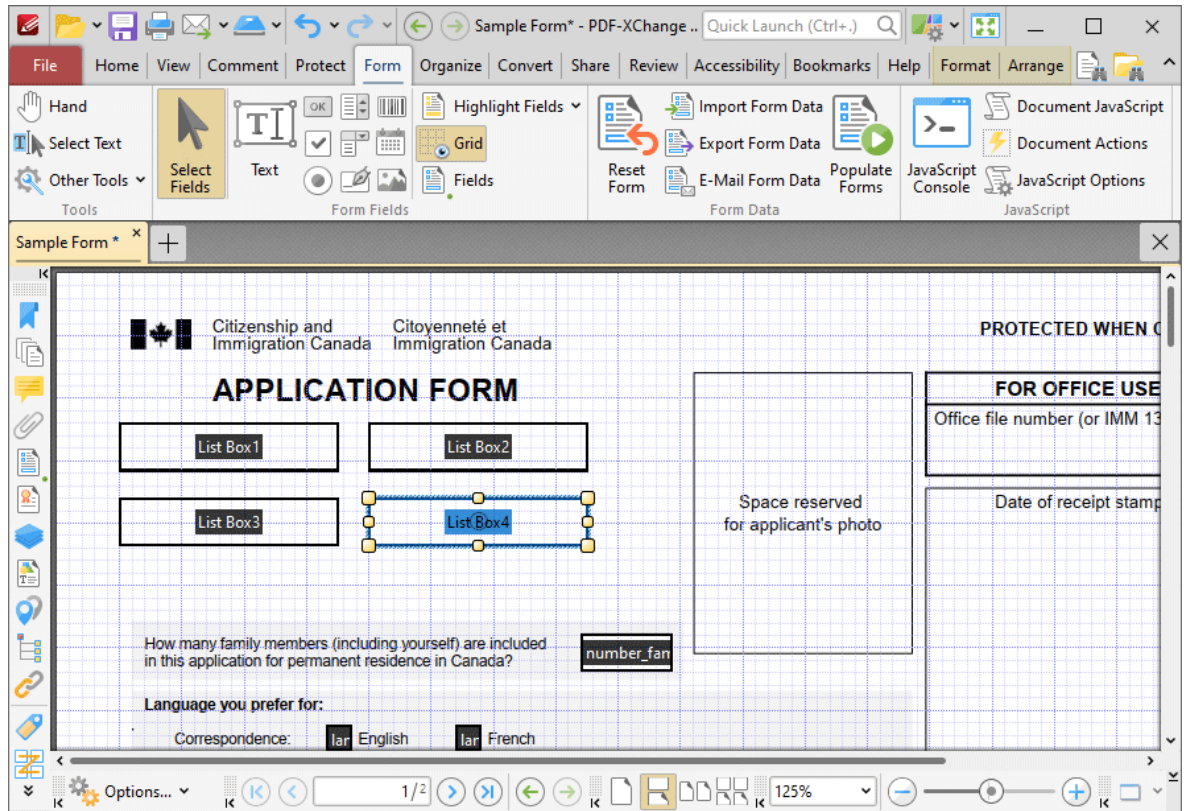 Sample Form* - PDF-XChange .. Quick Launch (Ctrl+.)
File Home View Comment Protect Form Organize Convert Share Review Accessibility Bookmarks Help Format Arrange
Hand
Select Text
Other Tools
Tools
Select Fields
Text
OK
Highlight Fields
Grid
Fields
Form Fields
Reset Form
Import Form Data
Export Form Data
E-Mail Form Data
Populate Forms
Form Data
JavaScript Console
Document JavaScript
Document Actions
JavaScript Options
JavaScript
Sample Form *
Citizenship and
Immigration Canada
Citoyenneté et
Immigration Canada
PROTECTED WHEN
APPLICATION FORM
FOR OFFICE USE
Office file number (or IMM 13
List Box1
List Box2
List Box3
List Box4
Space reserved
for applicant's photo
Date of receipt stamp
How many family members (including yourself) are included
in this application for permanent residence in Canada?
number_fam
Language you prefer for:
Correspondence: lar English lar French
Options... 1/2 125%